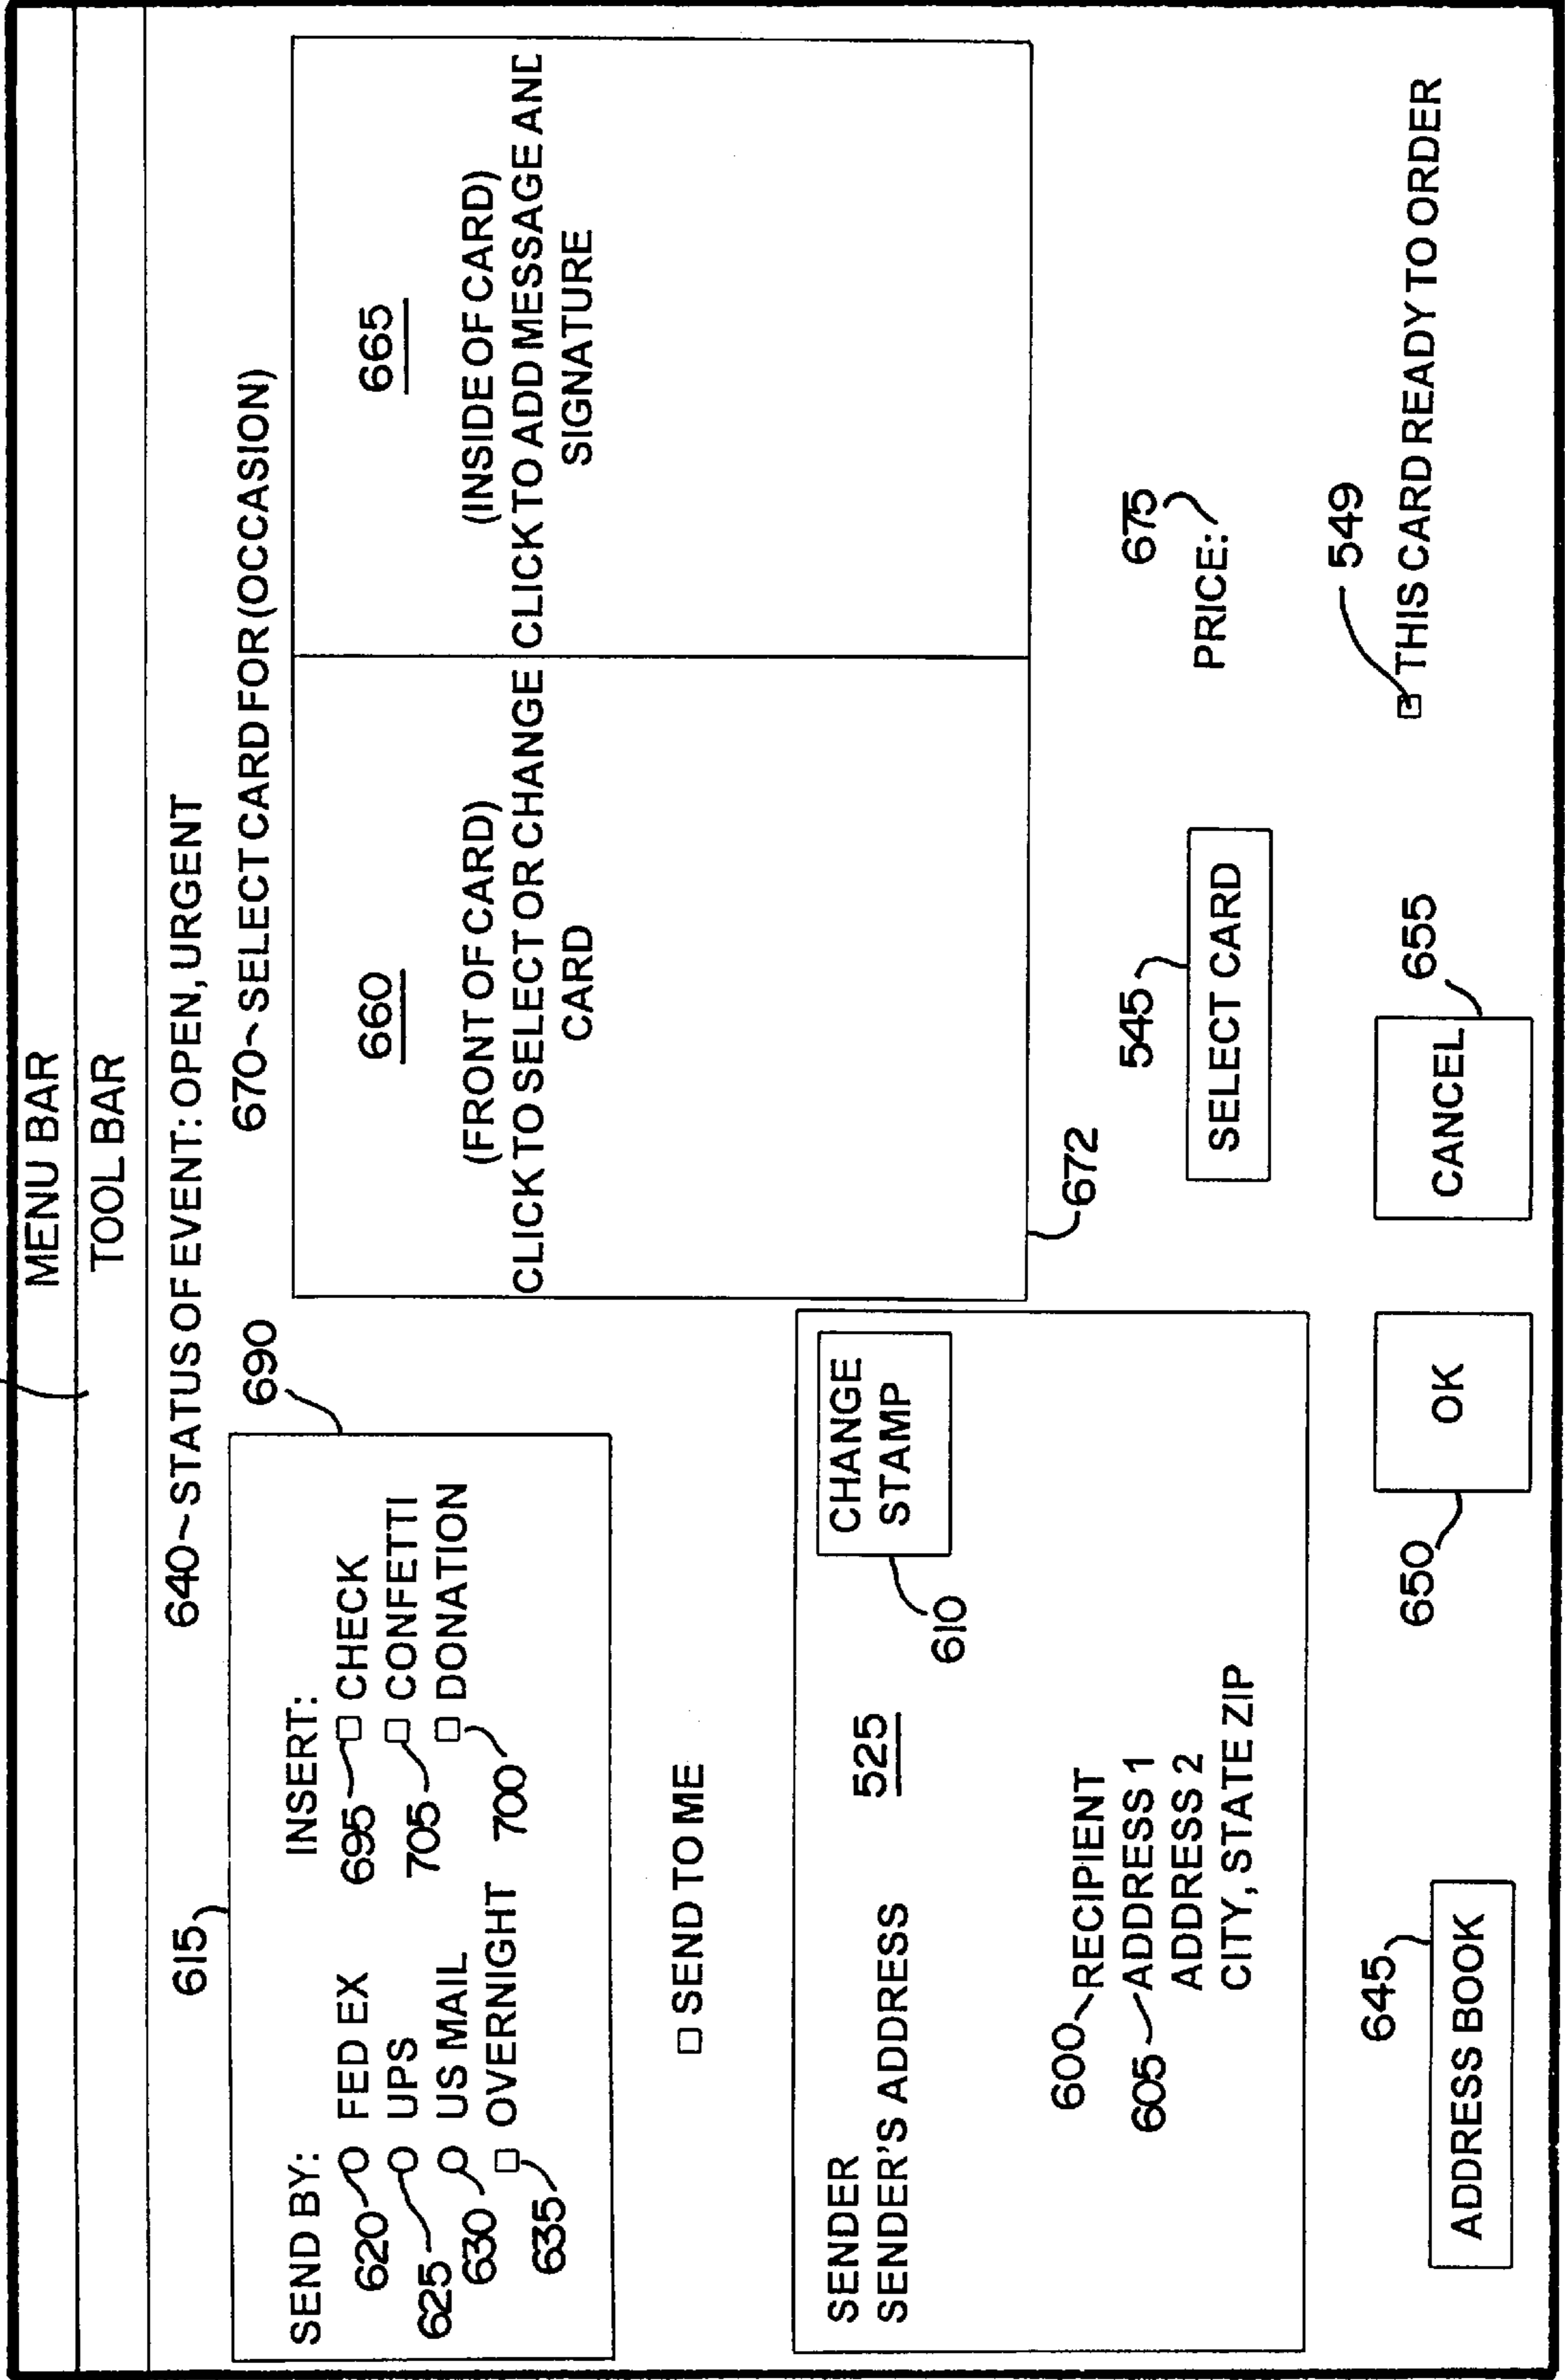 MENU BAR
TOOL BAR
640 STATUS OF EVENT: OPEN, URGENT
615
690
SEND BY:
INSERT:
620 FED EX
695 CHECK
625 UPS
705 CONFETTI
630 US MAIL
700 DONATION
635 OVERNIGHT
670 SELECT CARD FOR (OCCASION)
660
(FRONT OF CARD)
CLICK TO SELECT OR CHANGE
CARD
665
(INSIDE OF CARD)
CLICK TO ADD MESSAGE AND
SIGNATURE
672
SEND TO ME
SENDER
SENDER'S ADDRESS
525
CHANGE
STAMP
610
600 RECIPIENT
605 ADDRESS 1
ADDRESS 2
CITY, STATE ZIP
545
SELECT CARD
675
PRICE:
645
ADDRESS BOOK
650
OK
655
CANCEL
549
THIS CARD READY TO ORDER